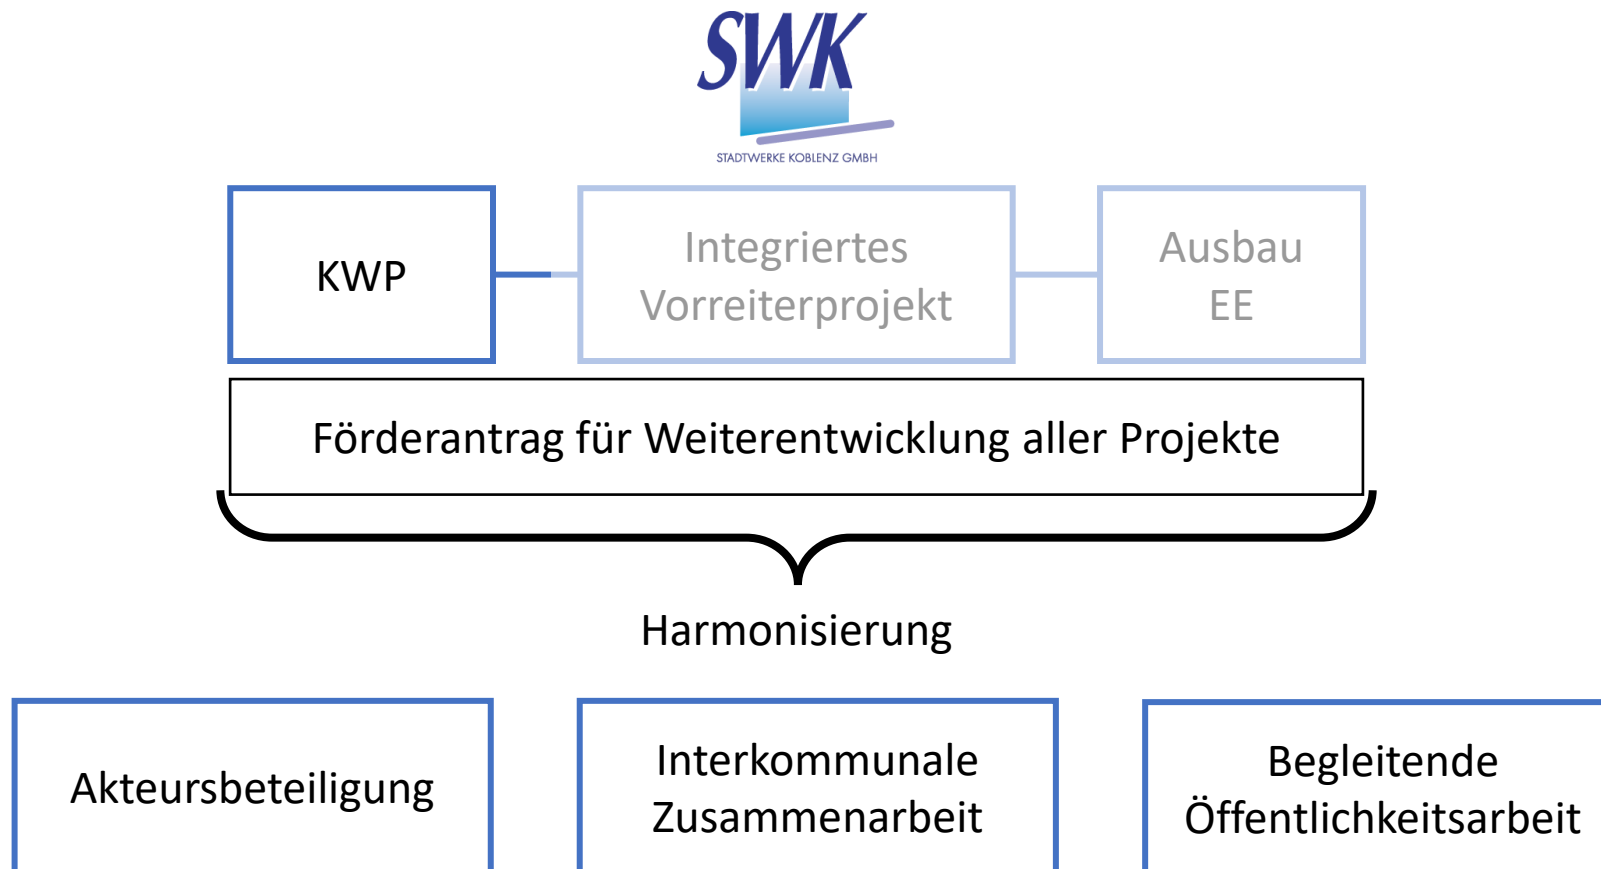 SWK
STADTWERKE KOBLENZ GMBH
KWP
Integriertes
Vorreiterprojekt
Ausbau
EE
Förderantrag für Weiterentwicklung aller Projekte
Harmonisierung
Akteursbeteiligung
Interkommunale
Zusammenarbeit
Begleitende
Öffentlichkeitsarbeit